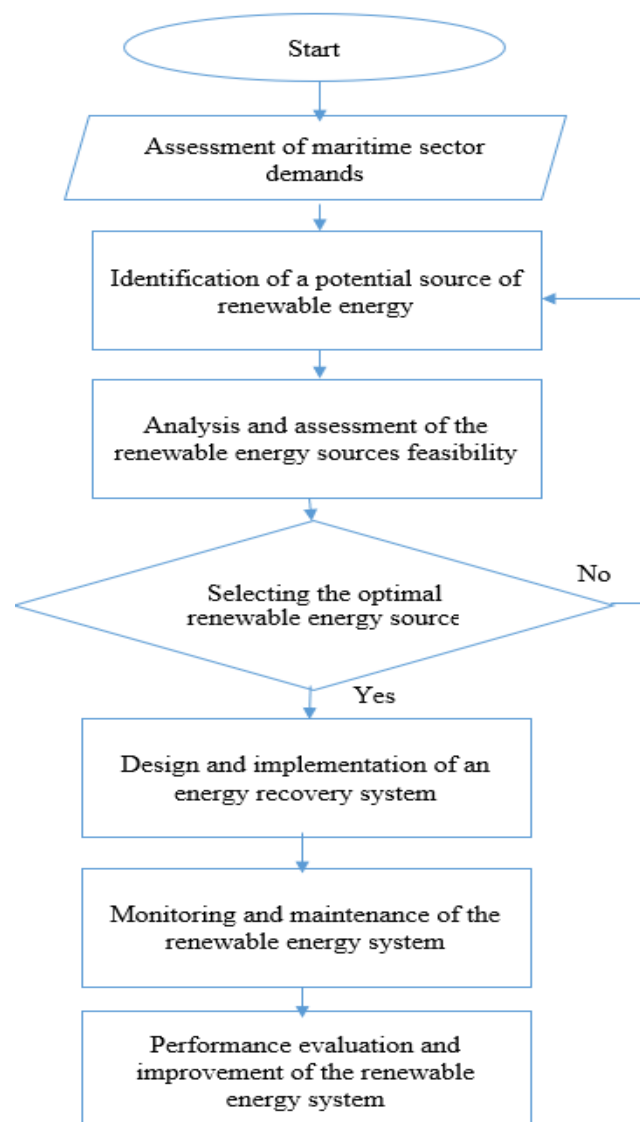 Start
Assessment of maritime sector
demands
Identification of a potential source of
renewable energy
Analysis and assessment of the
renewable energy sources feasibility
Selecting the optimal
renewable energy source
No
Yes
Design and implementation of an
energy recovery system
Monitoring and maintenance of the
renewable energy system
Performance evaluation and
improvement of the renewable
energy system